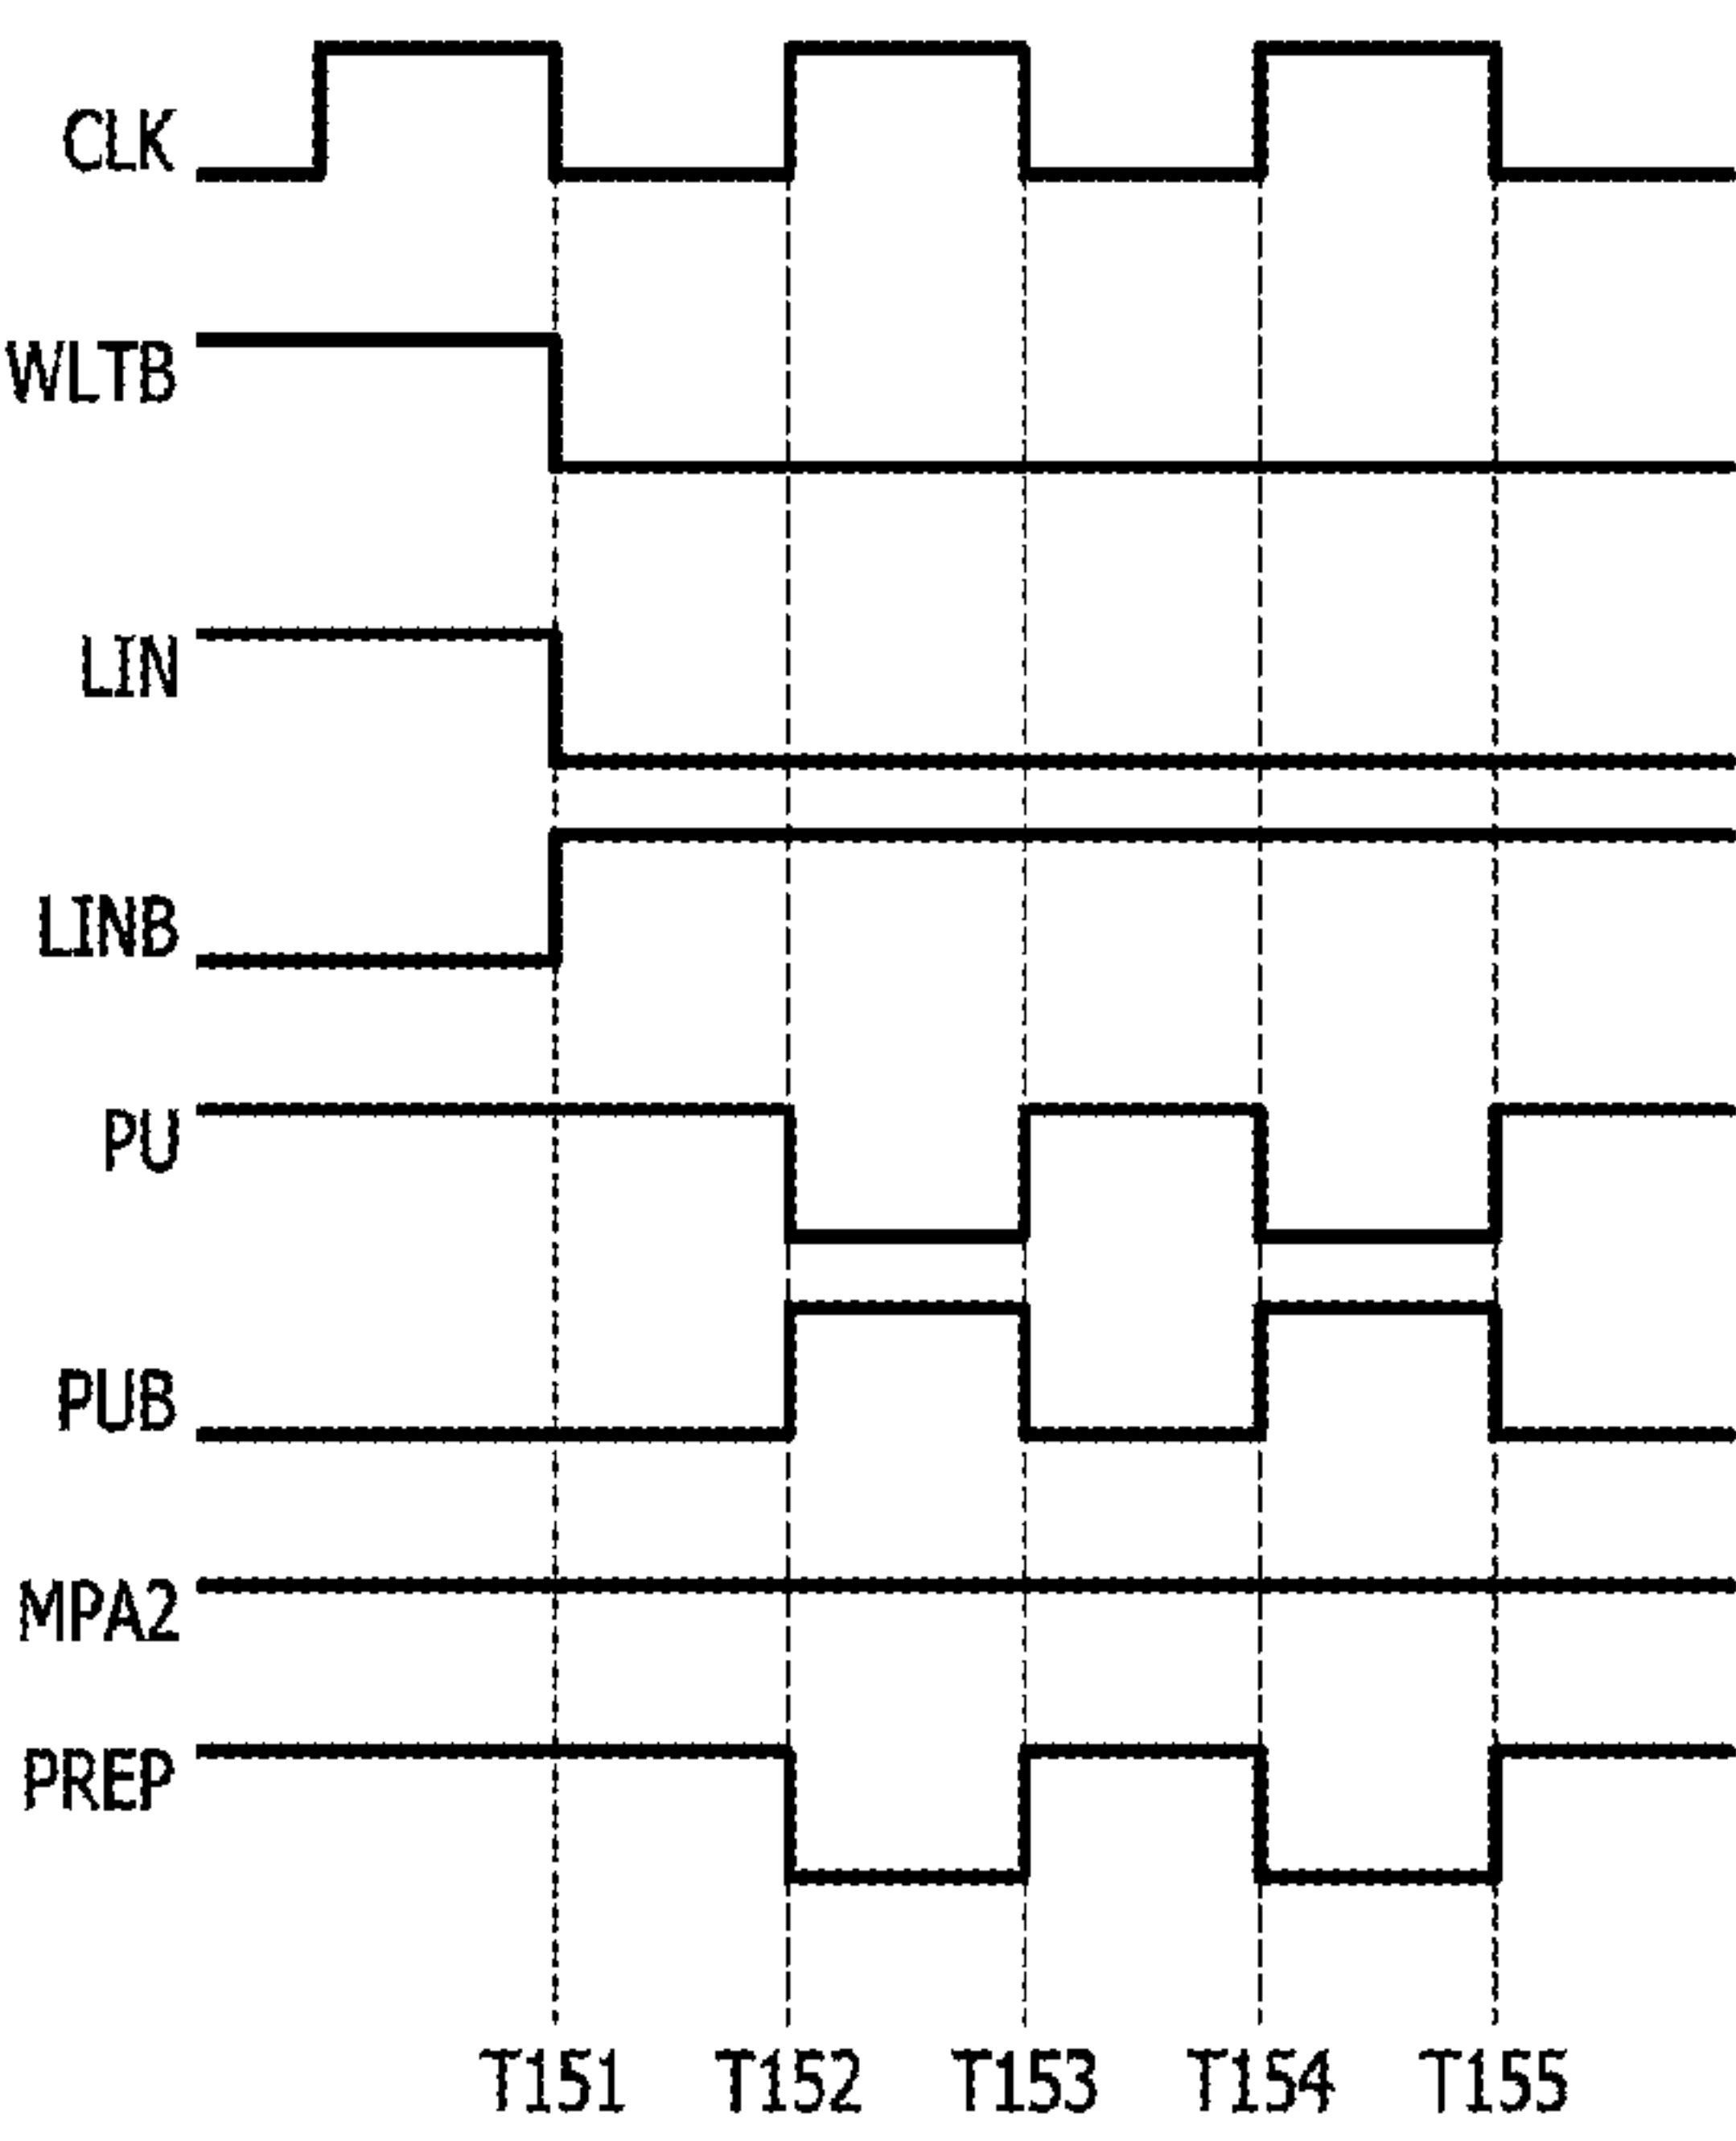 CLK
WLTB
LIN
LINB
PU
PUB
MPA2
PREP
T151 T152 T153 T154 T155